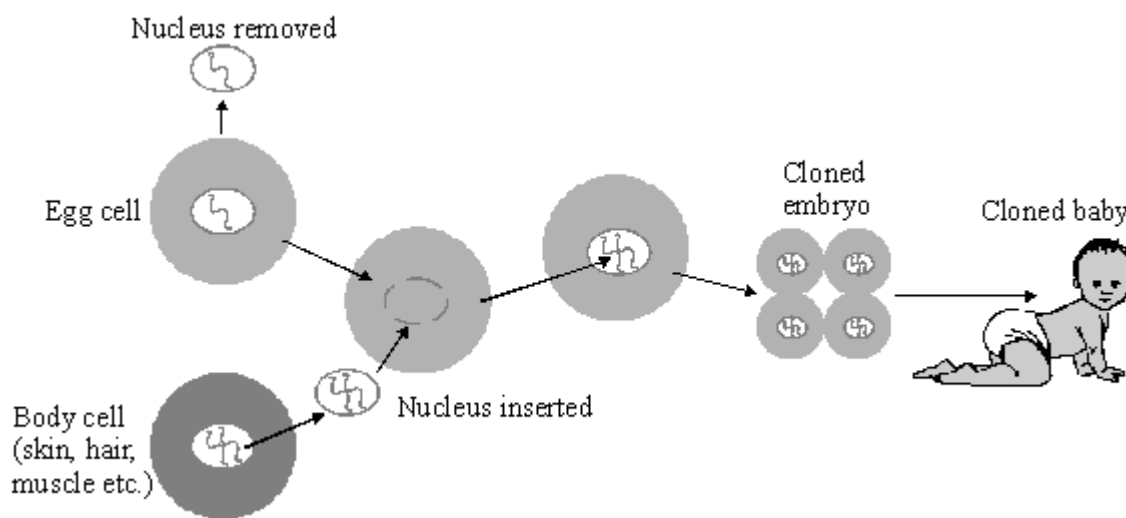 Nucleus removed
Egg cell
Cloned
embryo
Cloned baby
Nucleus inserted
Body cell
(skin, hair,
muscle etc.)